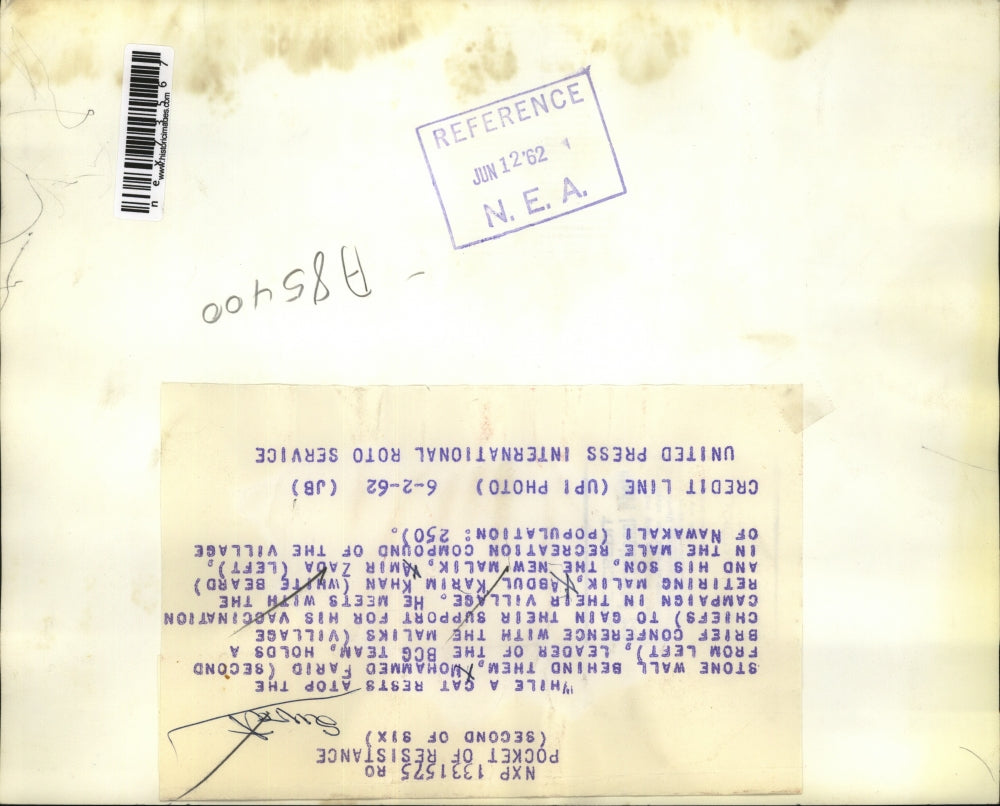 www.historicimages.com
REFERENCE
JUN 12 '62
N. E. A.
A85400
NXP 1331575 RO
POCKET OF RESISTANCE
(SECOND OF SIX)
WHILE A CAT RESTS ATOP THE
STONE WALL BEHIND THEM, MOHAMMED FARID (SECOND
FROM LEFT), LEADER OF THE BCG TEAM, HOLDS A
BRIEF CONFERENCE WITH THE MALIKS (VILLAGE
CHIEFS) TO GAIN THEIR SUPPORT FOR HIS VACCINATION
CAMPAIGN IN THEIR VILLAGE. HE MEETS WITH THE
RETIRING MALIK, ABDUL KARIM KHAN (WHITE BEARD)
AND HIS SON, THE NEW MALIK, AMIR ZADA (LEFT),
IN THE MALE RECREATION COMPOUND OF THE VILLAGE
OF NAWAKALI (POPULATION: 250).
CREDIT LINE (UPI PHOTO) 6-2-62 (JB)
UNITED PRESS INTERNATIONAL ROTO SERVICE